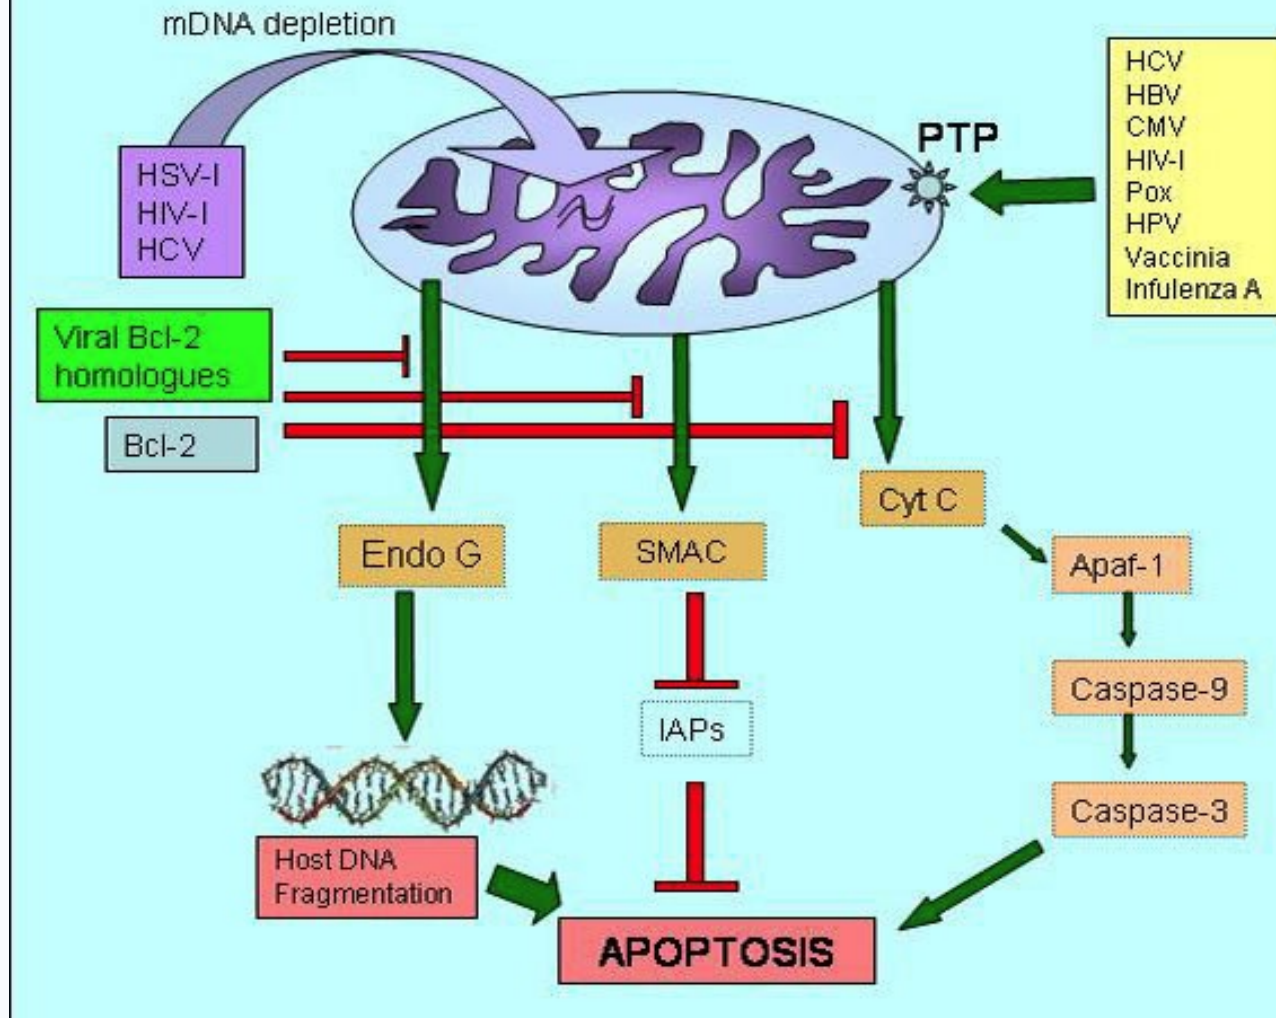 mDNA depletion
HSV-I
HIV-I
HCV
PTP
HCV
HBV
CMV
HIV-I
Pox
HPV
Vaccinia
Infulenza A
Viral Bcl-2
homologues
Bcl-2
Endo G
SMAC
Cyt C
Apaf-1
Caspase-9
Caspase-3
IAPs
Host DNA
Fragmentation
APOPTOSIS